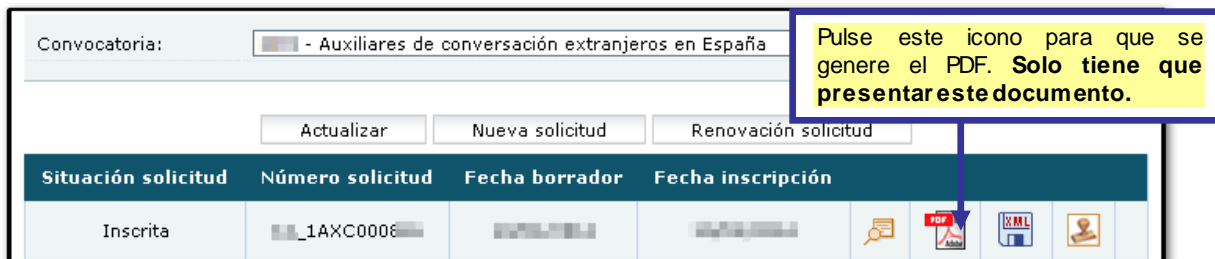 Convocatoria:
- Auxiliares de conversación extranjeros en España
Pulse este icono para que se
genere el PDF. Solo tiene que
presentar este documento.
Actualizar Nueva solicitud Renovación solicitud
Situación solicitud Número solicitud Fecha borrador Fecha inscripción
Inscrita _1AXC0008 PDF Adobe XML